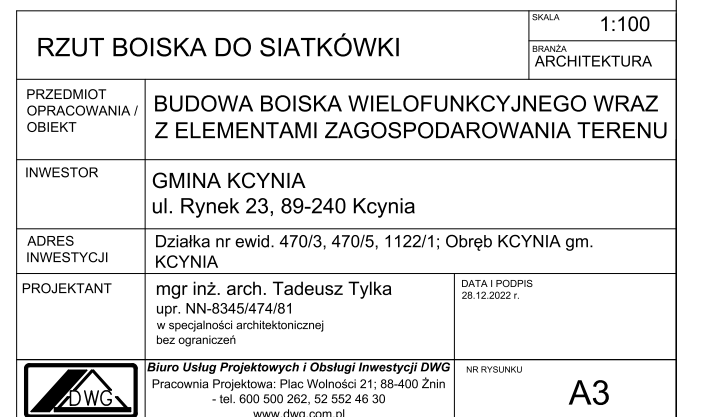 RZUT BOISKA DO SIATKÓWKI
SKALA
1:100
BRANŻA
ARCHITEKTURA
PRZEDMIOT
OPRACOWANIA /
OBIEKT
BUDOWA BOISKA WIELOFUNKCYJNEGO WRAZ
Z ELEMENTAMI ZAGOSPODAROWANIA TERENU
INWESTOR
GMINA KCYNIA
ul. Rynek 23, 89-240 Kcynia
ADRES
INWESTYCJI
Działka nr ewid. 470/3, 470/5, 1122/1; Obręb KCYNIA gm.
KCYNIA
PROJEKTANT
mgr inż. arch. Tadeusz Tylka
upr. NN-8345/474/81
w specjalności architektonicznej
bez ograniczeń
DATA I PODPIS
28.12.2022 r.
DWG
Biuro Usług Projektowych i Obsługi Inwestycji DWG
Pracownia Projektowa: Plac Wolności 21; 88-400 Żnin
- tel. 600 500 262, 52 552 46 30
www.dwg.com.pl
NR RYSUNKU
A3